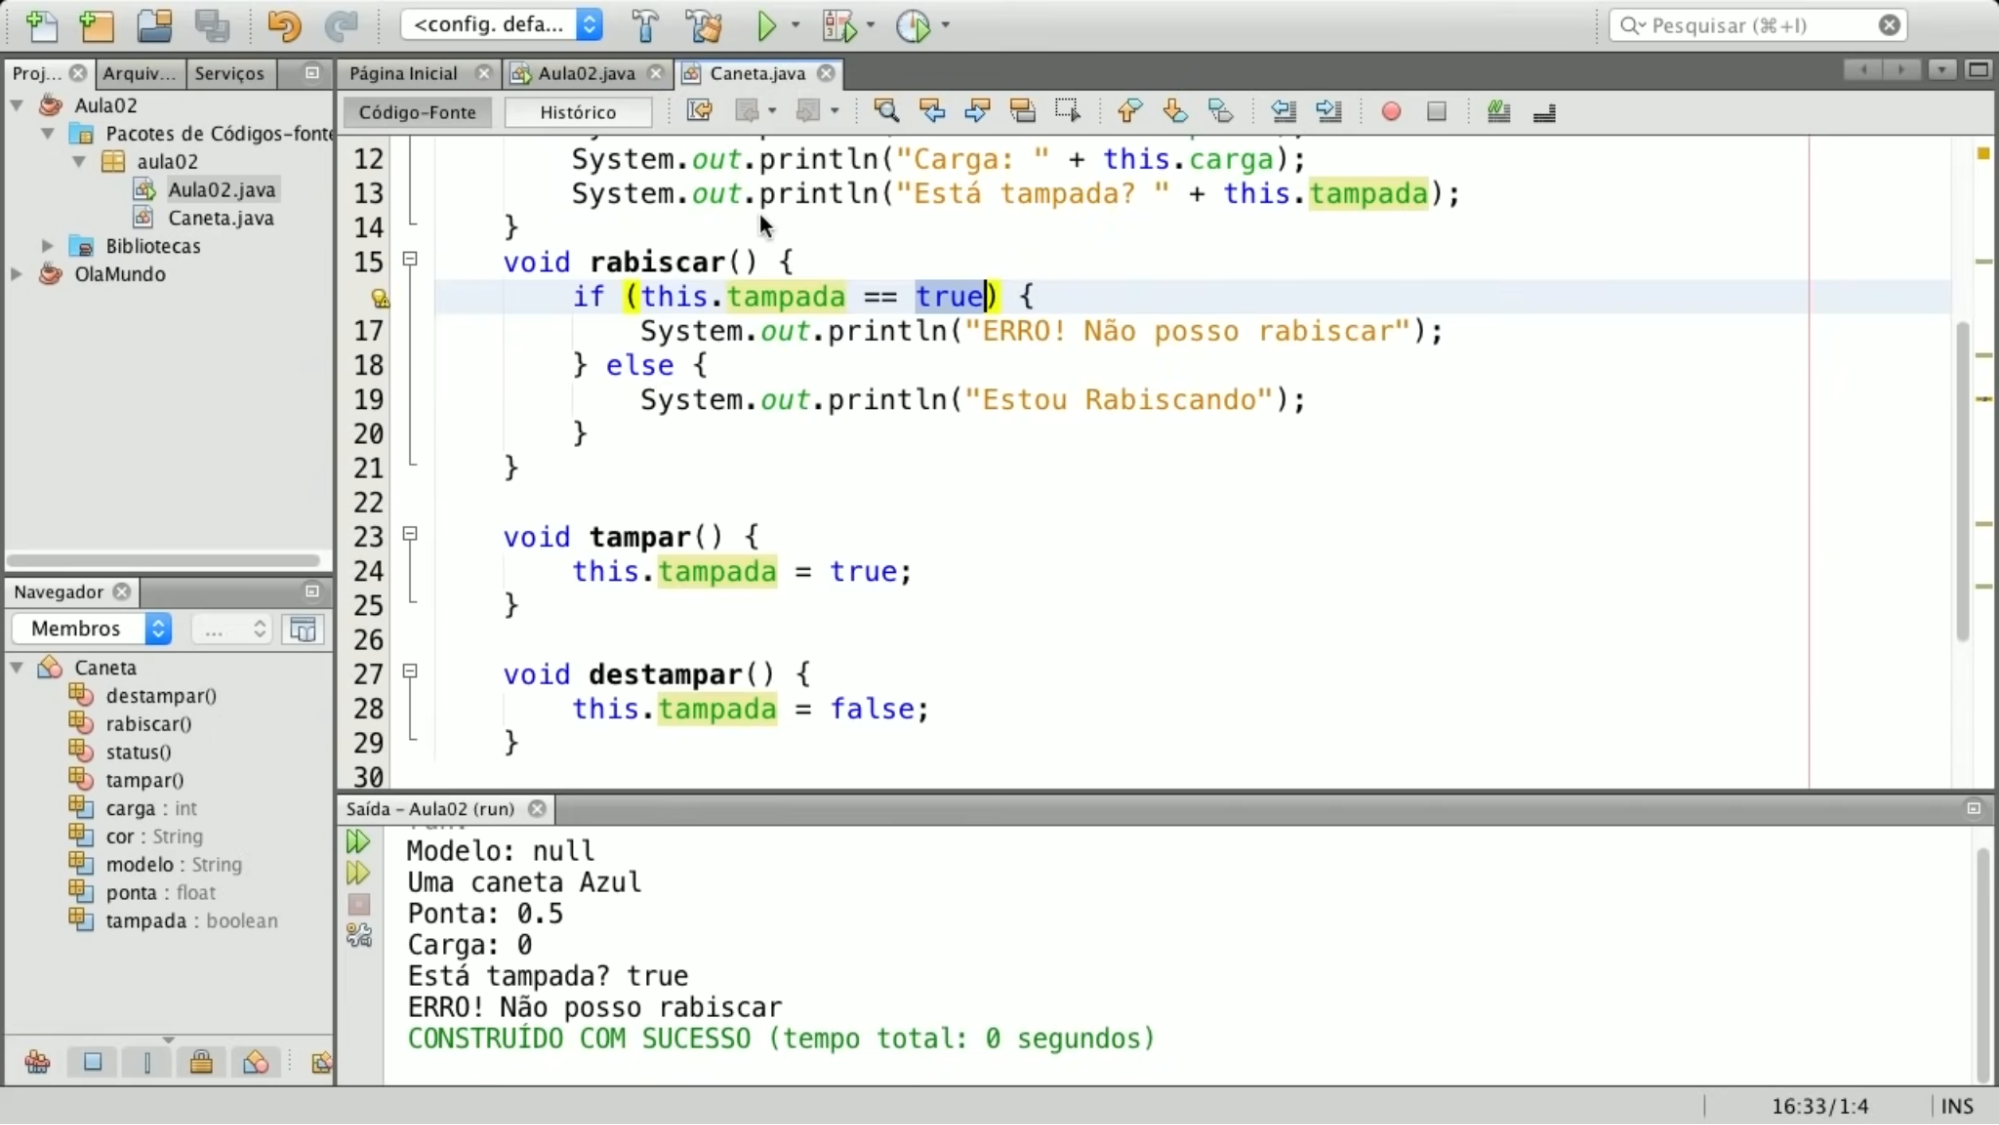 <config. defa...
Pesquisar (⌘+I)
Proj...
Arquiv...
Serviços
Página Inicial
Aula02.java
Caneta.java
Código-Fonte
Histórico
Aula02
Pacotes de Códigos-fonte
aula02
Aula02.java
Caneta.java
Bibliotecas
OlaMundo
12 System.out.println("Carga: " + this.carga);
13 System.out.println("Está tampada? " + this.tampada);
14 }
15 void rabiscar() {
if (this.tampada == true) {
17 System.out.println("ERRO! Não posso rabiscar");
18 } else {
19 System.out.println("Estou Rabiscando");
20 }
21 }
22
23 void tampar() {
24 this.tampada = true;
25 }
26
27 void destampar() {
28 this.tampada = false;
29 }
30
Navegador
Membros
...
Caneta
destampar()
rabiscar()
status()
tampar()
carga : int
cor : String
modelo : String
ponta : float
tampada : boolean
Saída – Aula02 (run)
Modelo: null
Uma caneta Azul
Ponta: 0.5
Carga: 0
Está tampada? true
ERRO! Não posso rabiscar
CONSTRUÍDO COM SUCESSO (tempo total: 0 segundos)
16:33/1:4
INS